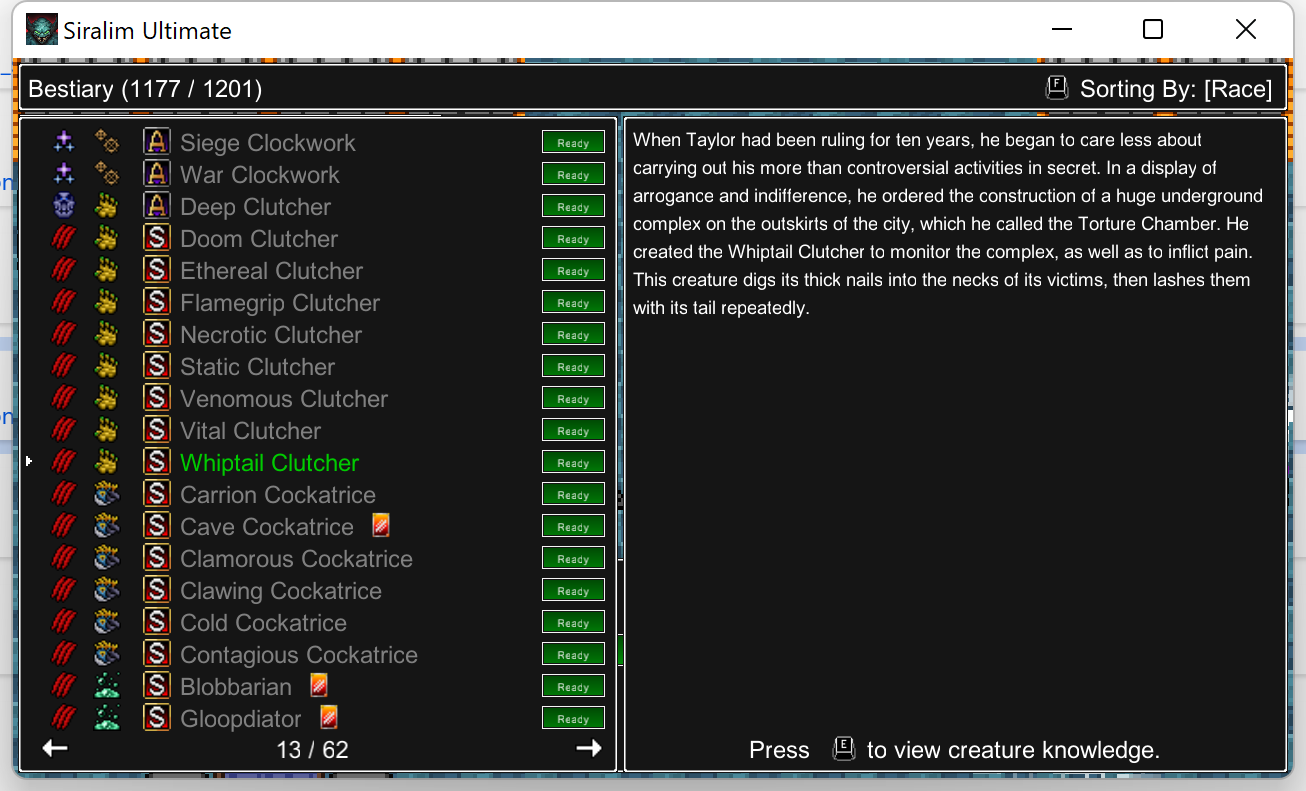 Siralim Ultimate
Bestiary (1177 / 1201)
F Sorting By: [Race]
A Siege Clockwork Ready
A War Clockwork Ready
A Deep Clutcher Ready
S Doom Clutcher Ready
S Ethereal Clutcher Ready
S Flamegrip Clutcher Ready
S Necrotic Clutcher Ready
S Static Clutcher Ready
S Venomous Clutcher Ready
S Vital Clutcher Ready
S Whiptail Clutcher Ready
S Carrion Cockatrice Ready
S Cave Cockatrice Ready
S Clamorous Cockatrice Ready
S Clawing Cockatrice Ready
S Cold Cockatrice Ready
S Contagious Cockatrice Ready
S Blobbarian Ready
S Gloopdiator Ready
13 / 62
When Taylor had been ruling for ten years, he began to care less about
carrying out his more than controversial activities in secret. In a display of
arrogance and indifference, he ordered the construction of a huge underground
complex on the outskirts of the city, which he called the Torture Chamber. He
created the Whiptail Clutcher to monitor the complex, as well as to inflict pain.
This creature digs its thick nails into the necks of its victims, then lashes them
with its tail repeatedly.
Press E to view creature knowledge.